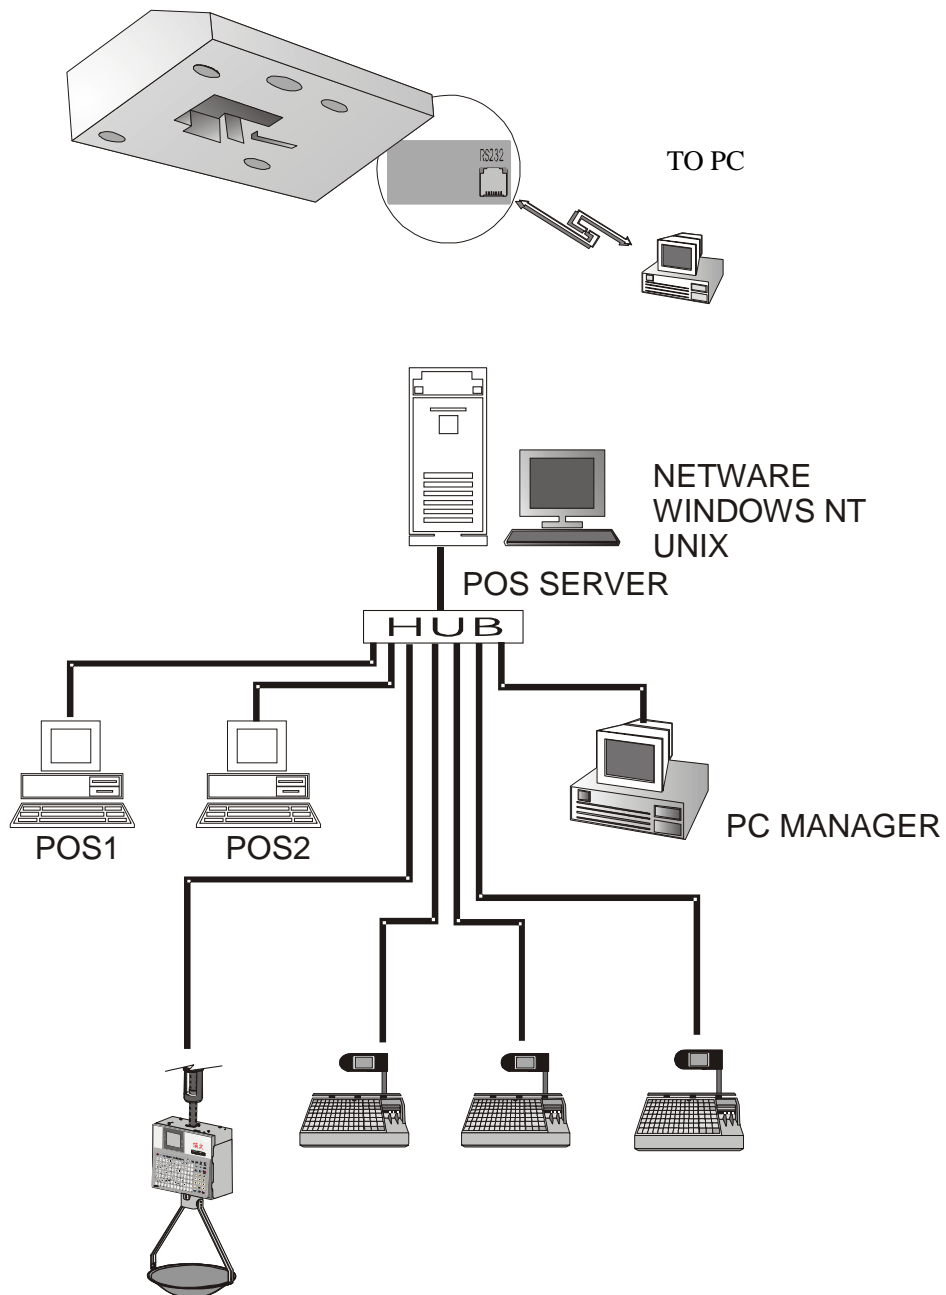 RS232
TO PC
NETWARE
WINDOWS NT
UNIX
POS SERVER
HUB
POS1
POS2
PC MANAGER